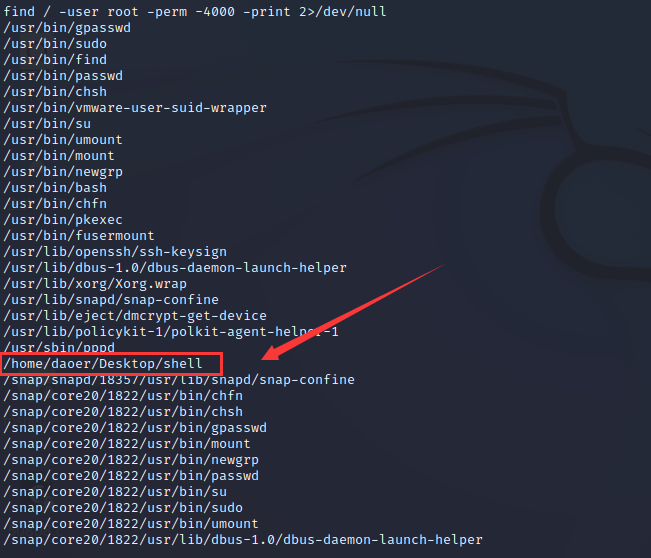 find / -user root -perm -4000 -print 2>/dev/null
/usr/bin/gpasswd
/usr/bin/sudo
/usr/bin/find
/usr/bin/passwd
/usr/bin/chsh
/usr/bin/vmware-user-suid-wrapper
/usr/bin/su
/usr/bin/umount
/usr/bin/mount
/usr/bin/newgrp
/usr/bin/bash
/usr/bin/chfn
/usr/bin/pkexec
/usr/bin/fusermount
/usr/lib/openssh/ssh-keysign
/usr/lib/dbus-1.0/dbus-daemon-launch-helper
/usr/lib/xorg/Xorg.wrap
/usr/lib/snapd/snap-confine
/usr/lib/eject/dmcrypt-get-device
/usr/lib/policykit-1/polkit-agent-helper-1
/usr/sbin/pppd
/home/daoer/Desktop/shell
/snap/snapd/18357/usr/lib/snapd/snap-confine
/snap/core20/1822/usr/bin/chfn
/snap/core20/1822/usr/bin/chsh
/snap/core20/1822/usr/bin/gpasswd
/snap/core20/1822/usr/bin/mount
/snap/core20/1822/usr/bin/newgrp
/snap/core20/1822/usr/bin/passwd
/snap/core20/1822/usr/bin/su
/snap/core20/1822/usr/bin/sudo
/snap/core20/1822/usr/bin/umount
/snap/core20/1822/usr/lib/dbus-1.0/dbus-daemon-launch-helper